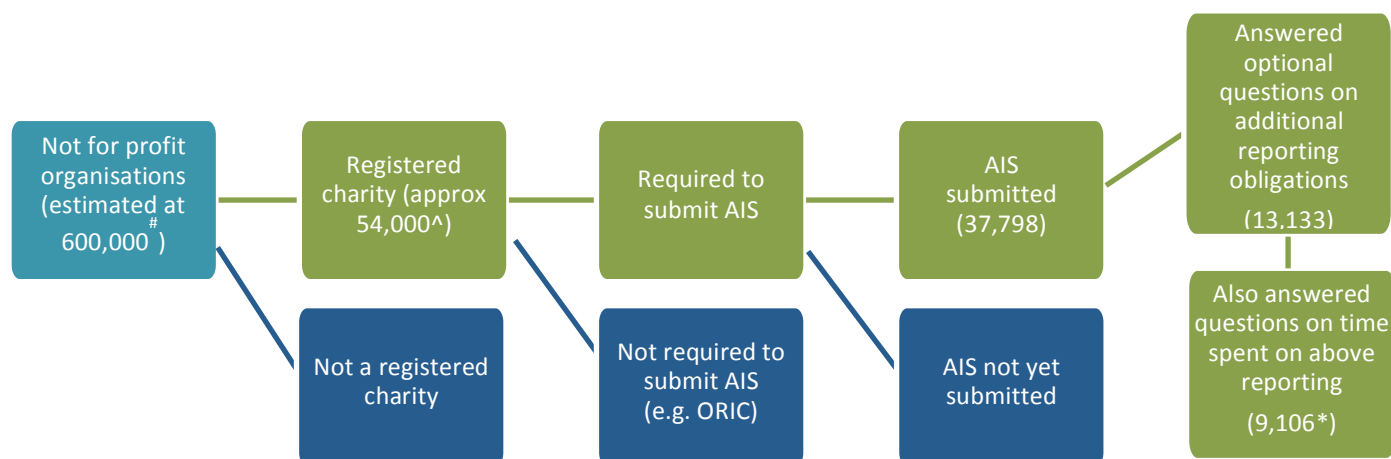 Not for profit
organisations
(estimated at
600,000#)
Registered
charity (approx
54,000^)
Required to
submit AIS
AIS
submitted
(37,798)
Answered
optional
questions on
additional
reporting
obligations
(13,133)
Not a registered
charity
Not required to
submit AIS
(e.g. ORIC)
AIS not yet
submitted
Also answered
questions on time
spent on above
reporting
(9,106*)